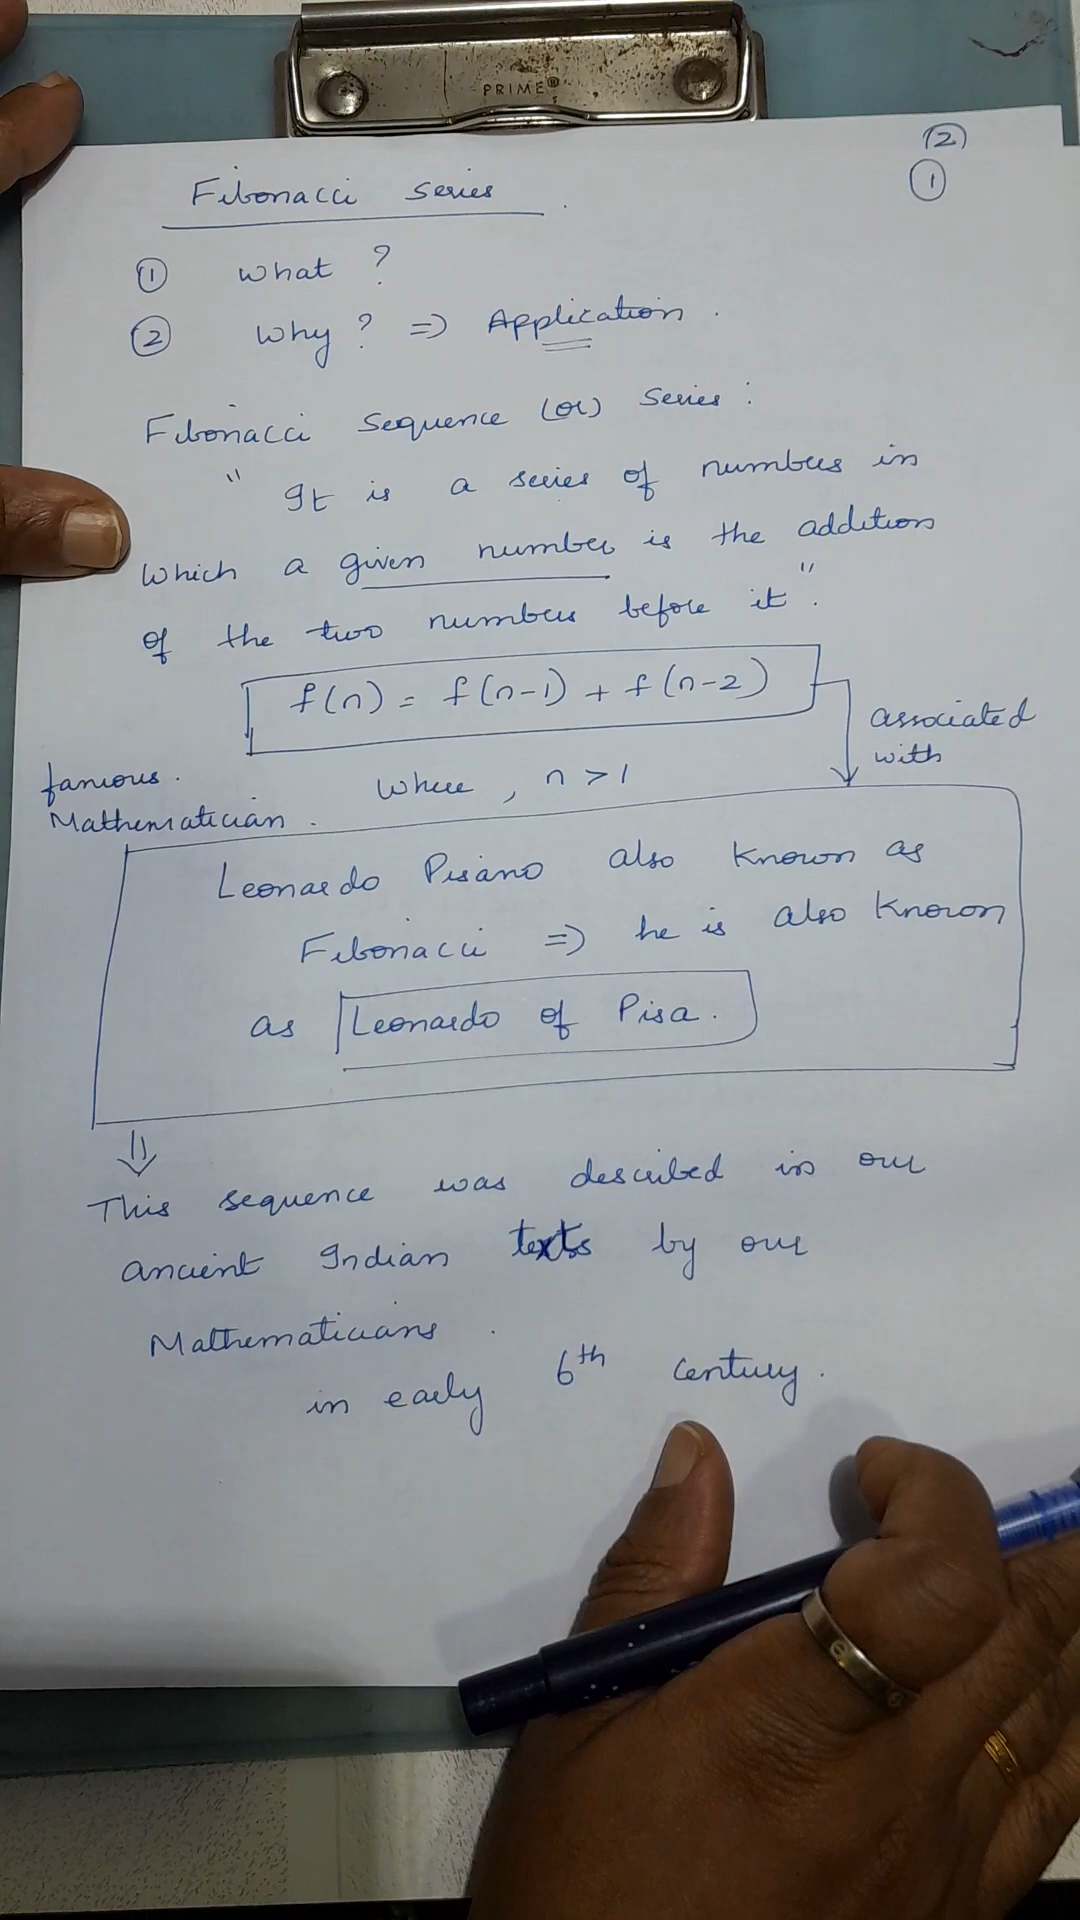 PRIME®
(2)
(1)
Fibonacci Series
① What ?
② Why ? => Application .
Fibonacci Sequence (or) Series :
" It is a series of numbers in
which a given number is the addition
of the two numbers before it ".
f(n) = f(n-1) + f(n-2)
associated
with
where , n > 1
famous .
Mathematician .
Leonardo Pisano also known as
Fibonacci => he is also known
as Leonardo of Pisa .
This sequence was described in our
ancient Indian texts by our
Mathematicians .
in early 6th century .